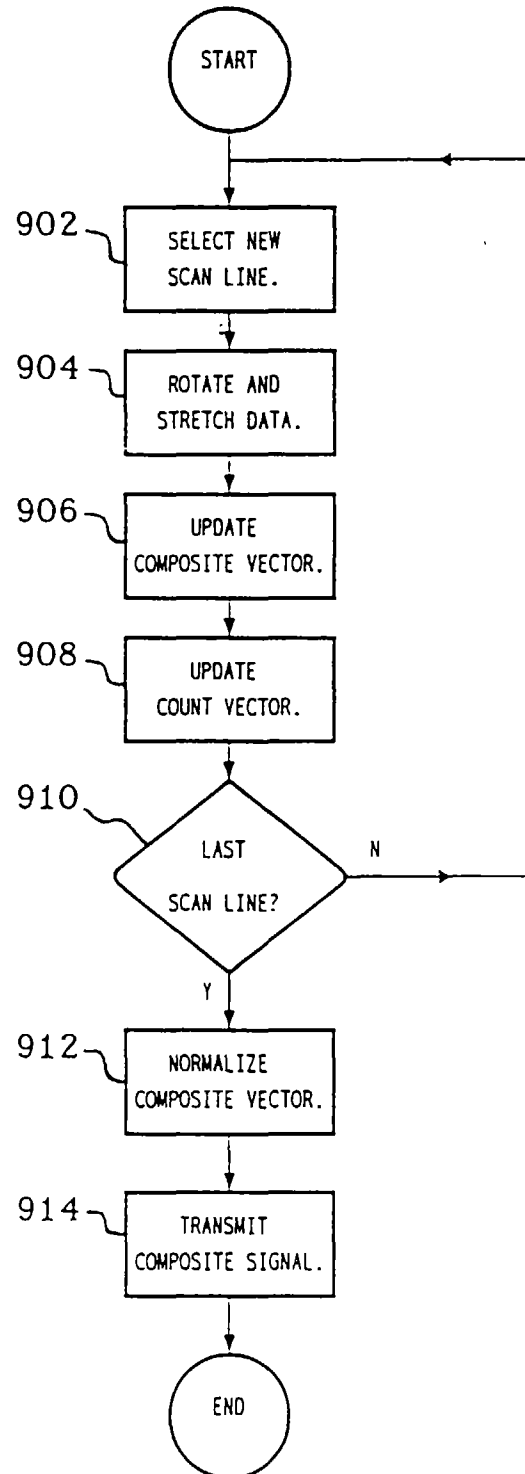 START
902
SELECT NEW
SCAN LINE.
904
ROTATE AND
STRETCH DATA.
906
UPDATE
COMPOSITE VECTOR.
908
UPDATE
COUNT VECTOR.
910
LAST
N
SCAN LINE?
Y
912
NORMALIZE
COMPOSITE VECTOR.
914
TRANSMIT
COMPOSITE SIGNAL.
END